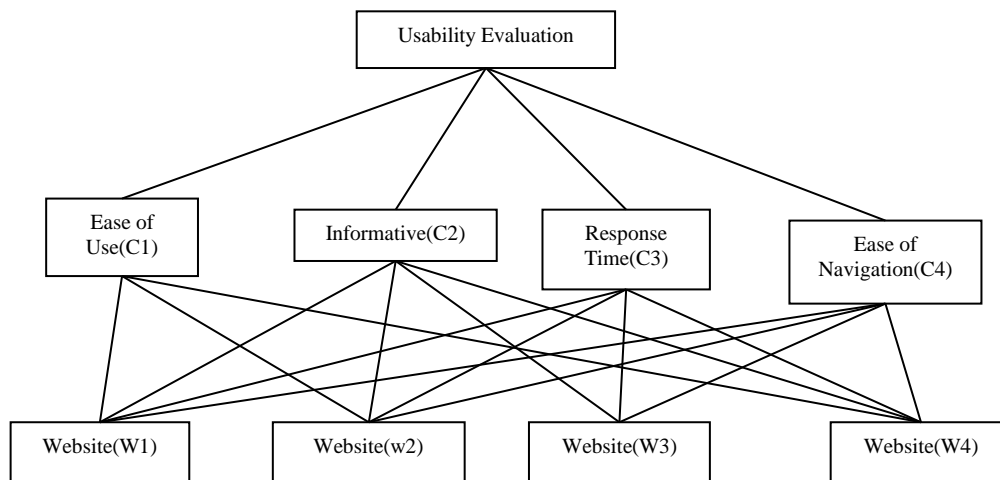 Usability Evaluation
Ease of
Use(C1)
Informative(C2)
Response
Time(C3)
Ease of
Navigation(C4)
Website(W1)
Website(w2)
Website(W3)
Website(W4)